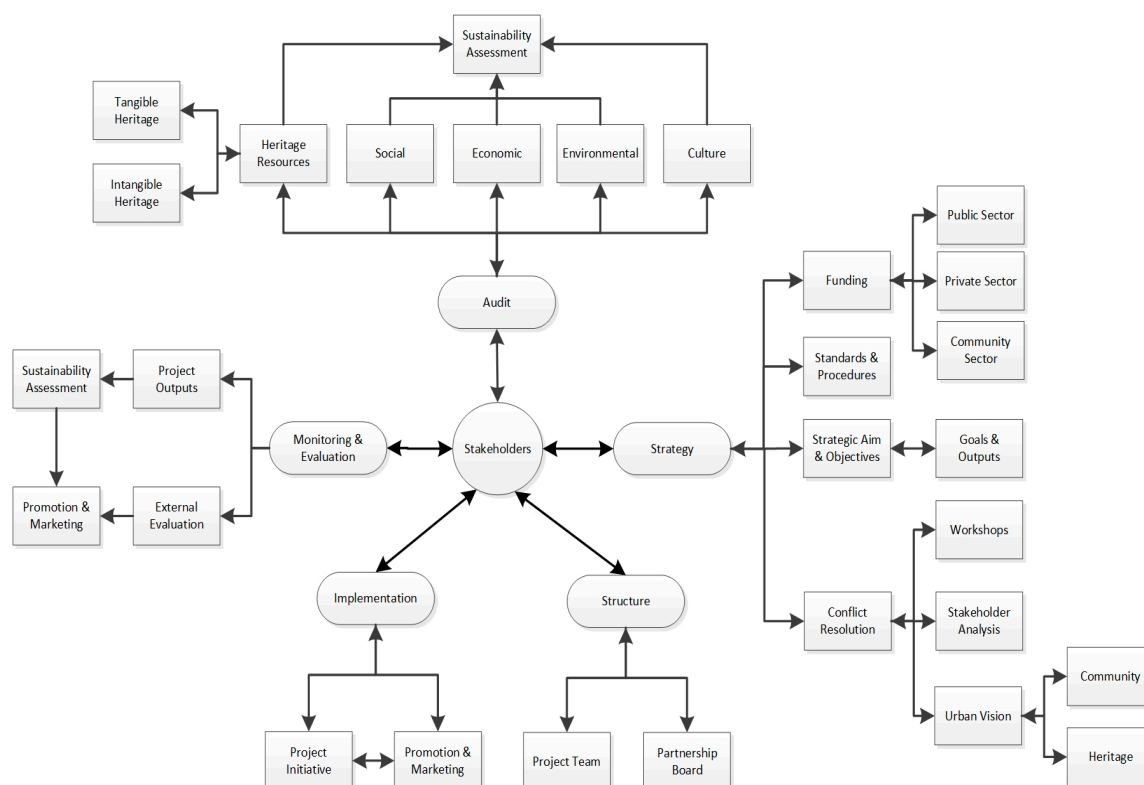 Sustainability
Assessment
Tangible
Heritage
Intangible
Heritage
Heritage
Resources
Social
Economic
Environmental
Culture
Audit
Public Sector
Funding
Private Sector
Community
Sector
Standards &
Procedures
Sustainability
Assessment
Project
Outputs
Monitoring &
Evaluation
Stakeholders
Strategy
Strategic Aim
& Objectives
Goals &
Outputs
Promotion &
Marketing
External
Evaluation
Workshops
Implementation
Structure
Conflict
Resolution
Stakeholder
Analysis
Community
Urban Vision
Heritage
Project
Initiative
Promotion &
Marketing
Project Team
Partnership
Board